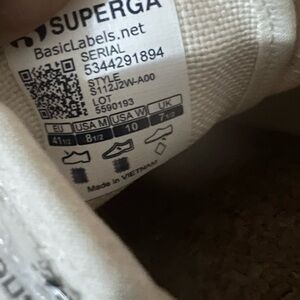 SUPERGA
BasicLabels.net
SERIAL
5344291894
STYLE
S112J2W-A00
LOT
5590193
EU USA M USA W UK
41 1/2 8 1/2 10 7 1/2
Made in VIETNAM